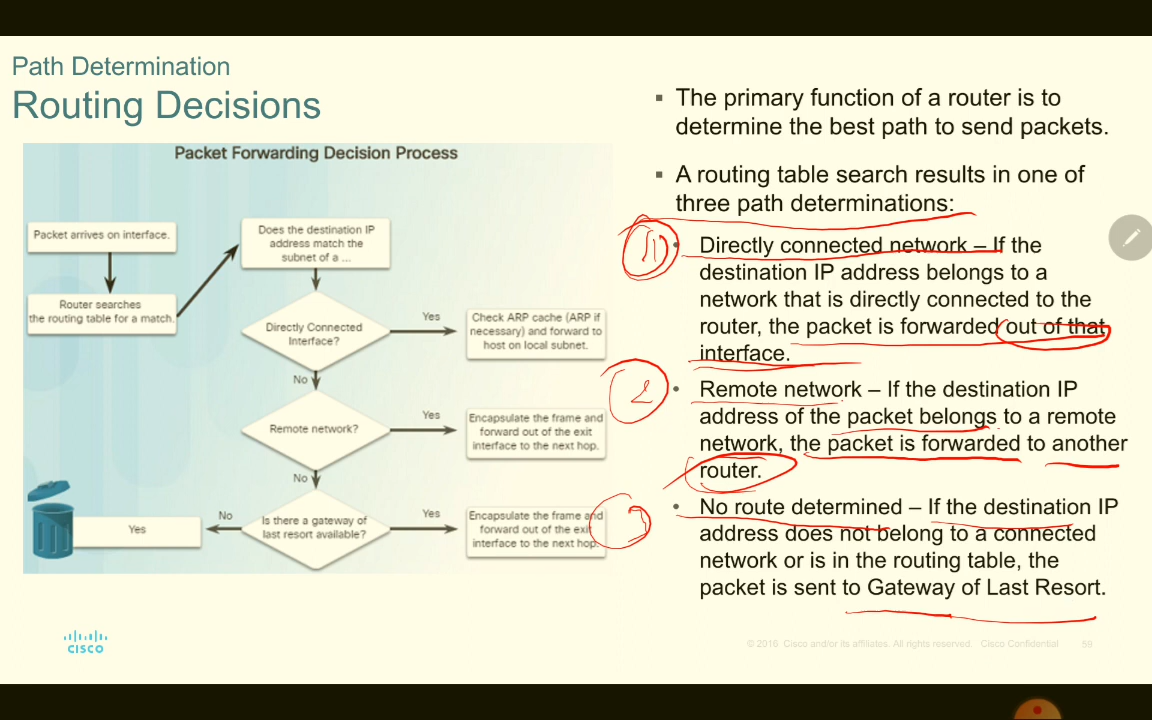 Path Determination
Routing Decisions
Packet Forwarding Decision Process
Packet arrives on interface.
Router searches
the routing table for a match.
Does the destination IP
address match the
subnet of a ...
Directly Connected
Interface?
Yes
Check ARP cache (ARP if
necessary) and forward to
host on local subnet.
No
Remote network?
Yes
Encapsulate the frame and
forward out of the exit
interface to the next hop.
No
Is there a gateway of
last resort available?
Yes
Encapsulate the frame and
forward out of the exit
interface to the next hop.
No
Yes
▪ The primary function of a router is to
determine the best path to send packets.
▪ A routing table search results in one of
three path determinations:
• Directly connected network – If the
destination IP address belongs to a
network that is directly connected to the
router, the packet is forwarded out of that
interface.
2
• Remote network – If the destination IP
address of the packet belongs to a remote
network, the packet is forwarded to another
router.
3
• No route determined – If the destination IP
address does not belong to a connected
network or is in the routing table, the
packet is sent to Gateway of Last Resort.
CISCO
© 2016 Cisco and/or its affiliates. All rights reserved. Cisco Confidential 59